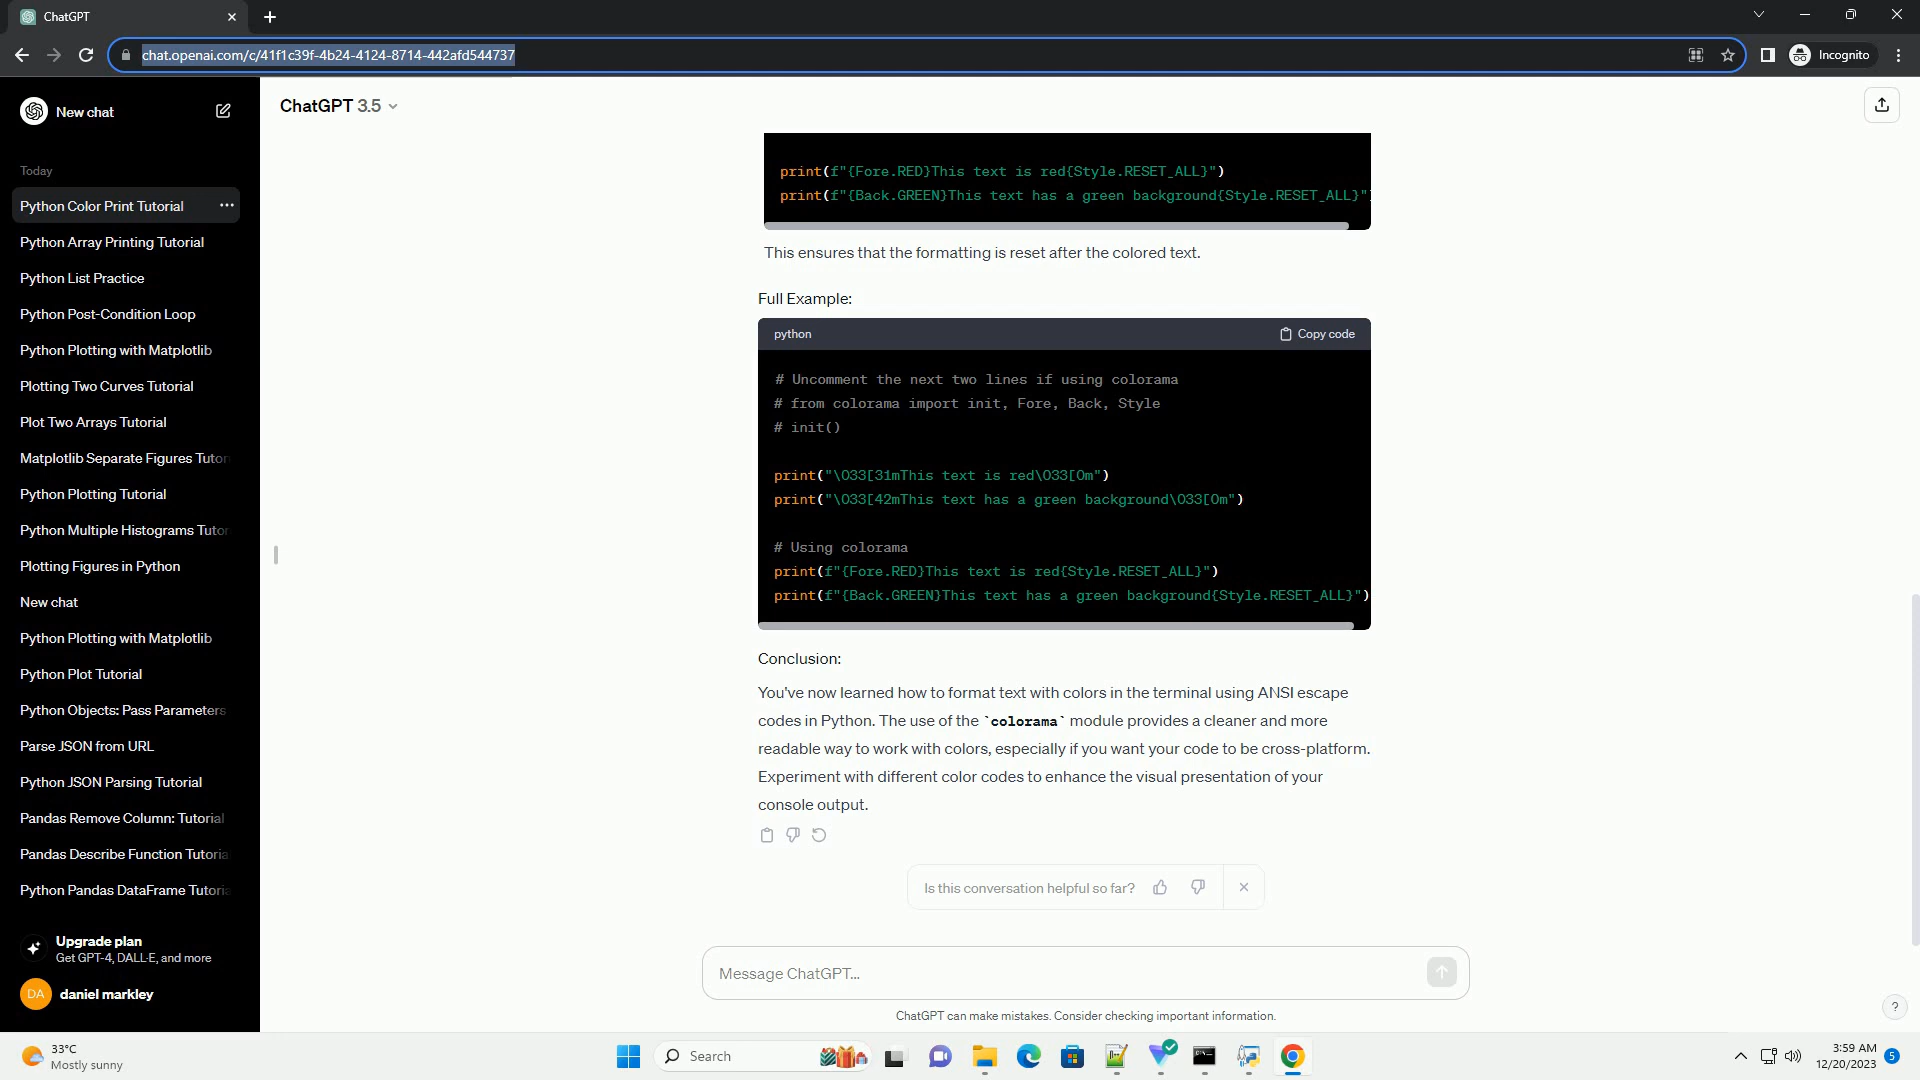 ChatGPT
chat.openai.com/c/41f1c39f-4b24-4124-8714-442afd544737
Incognito
New chat
Today
Python Color Print Tutorial
Python Array Printing Tutorial
Python List Practice
Python Post-Condition Loop
Python Plotting with Matplotlib
Plotting Two Curves Tutorial
Plot Two Arrays Tutorial
Matplotlib Separate Figures Tutor
Python Plotting Tutorial
Python Multiple Histograms Tutor
Plotting Figures in Python
New chat
Python Plotting with Matplotlib
Python Plot Tutorial
Python Objects: Pass Parameters
Parse JSON from URL
Python JSON Parsing Tutorial
Pandas Remove Column: Tutorial
Pandas Describe Function Tutoria
Python Pandas DataFrame Tutoria
Upgrade plan
Get GPT-4, DALL·E, and more
DA
daniel markley
ChatGPT 3.5
print(f"{Fore.RED}This text is red{Style.RESET_ALL}")
print(f"{Back.GREEN}This text has a green background{Style.RESET_ALL}")
This ensures that the formatting is reset after the colored text.
Full Example:
python
Copy code
# Uncomment the next two lines if using colorama
# from colorama import init, Fore, Back, Style
# init()
print("\033[31mThis text is red\033[0m")
print("\033[42mThis text has a green background\033[0m")
# Using colorama
print(f"{Fore.RED}This text is red{Style.RESET_ALL}")
print(f"{Back.GREEN}This text has a green background{Style.RESET_ALL}")
Conclusion:
You've now learned how to format text with colors in the terminal using ANSI escape
codes in Python. The use of the `colorama` module provides a cleaner and more
readable way to work with colors, especially if you want your code to be cross-platform.
Experiment with different color codes to enhance the visual presentation of your
console output.
Is this conversation helpful so far?
Message ChatGPT...
ChatGPT can make mistakes. Consider checking important information.
?
33°C
Mostly sunny
Search
3:59 AM
12/20/2023
5